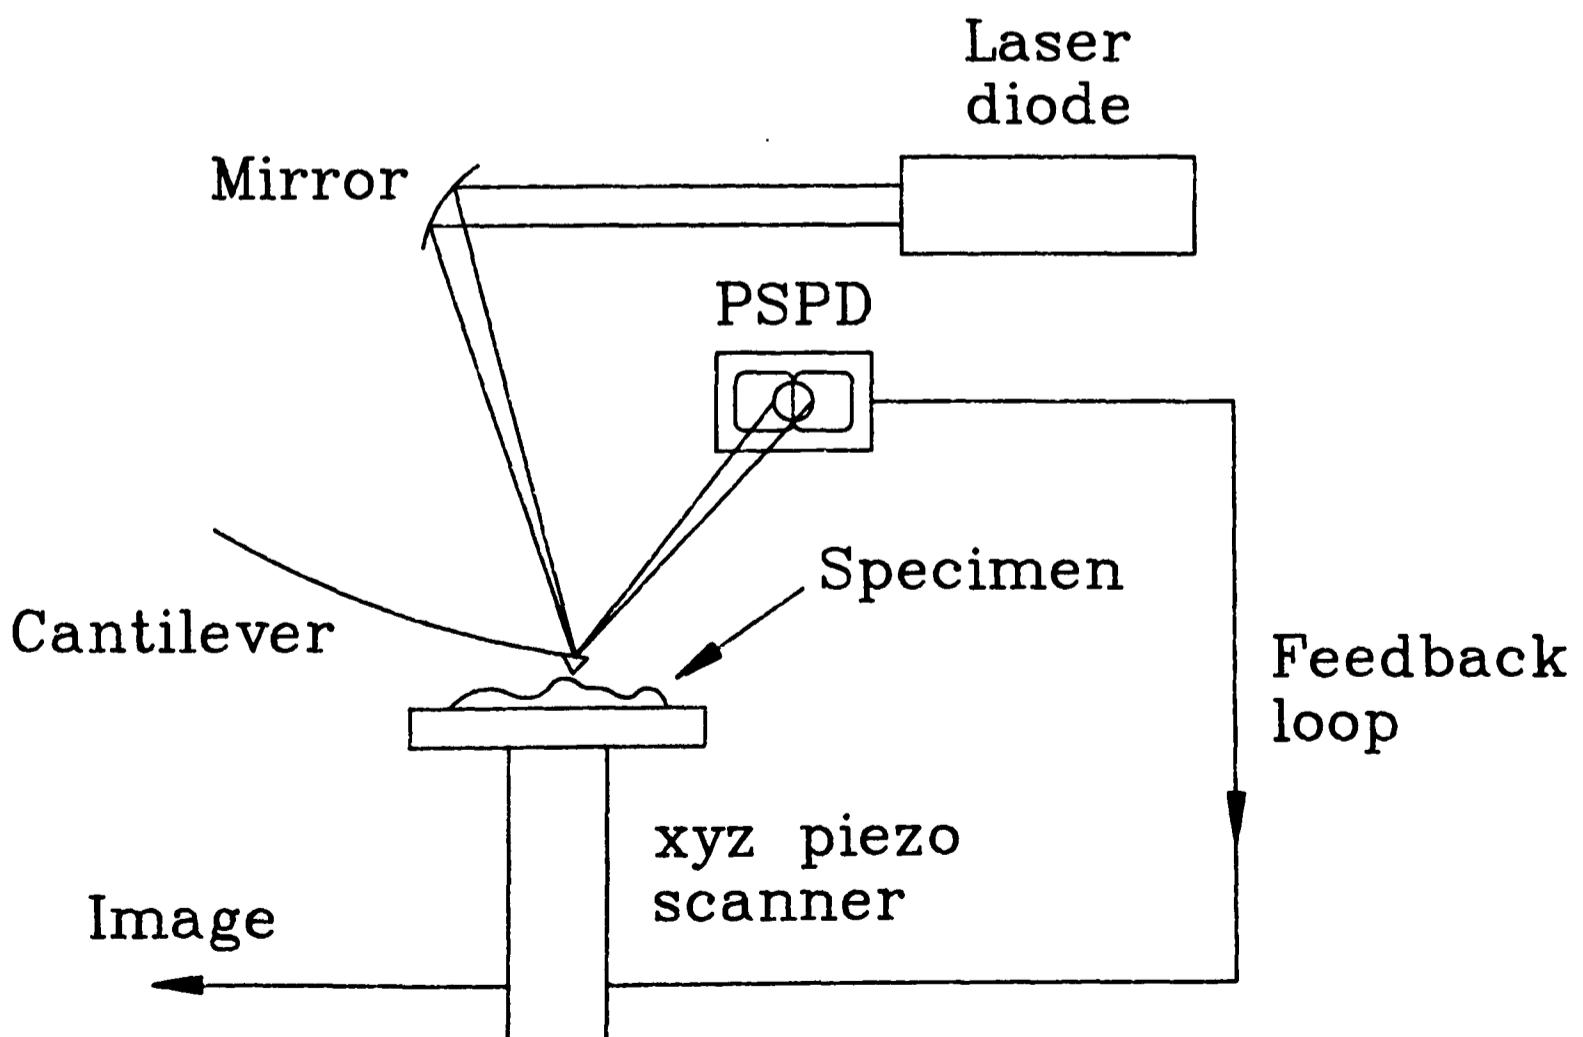 Laser
diode
Mirror
PSPD
Specimen
Cantilever
Feedback
loop
xyz piezo
scanner
Image